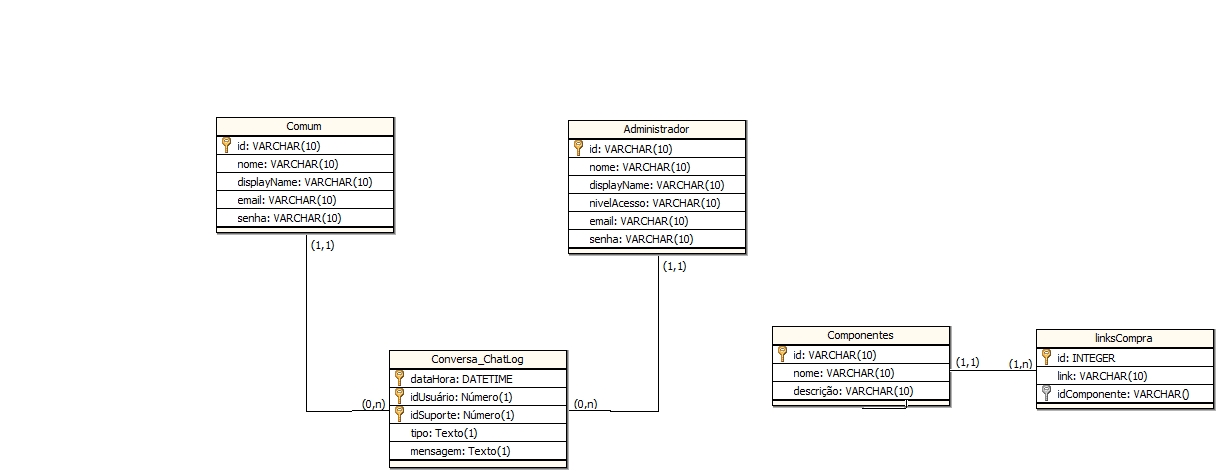 Comum
id: VARCHAR(10)
nome: VARCHAR(10)
displayName: VARCHAR(10)
email: VARCHAR(10)
senha: VARCHAR(10)
(1,1)
Administrador
id: VARCHAR(10)
nome: VARCHAR(10)
displayName: VARCHAR(10)
nivelAcesso: VARCHAR(10)
email: VARCHAR(10)
senha: VARCHAR(10)
(1,1)
Conversa_ChatLog
dataHora: DATETIME
idUsuário: Número(1)
idSuporte: Número(1)
tipo: Texto(1)
mensagem: Texto(1)
(0,n)
(0,n)
Componentes
id: VARCHAR(10)
nome: VARCHAR(10)
descrição: VARCHAR(10)
(1,1)
(1,n)
linksCompra
id: INTEGER
link: VARCHAR(10)
idComponente: VARCHAR()